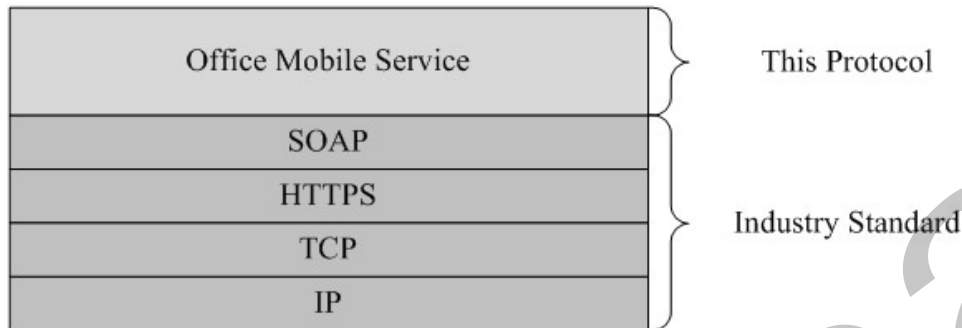 Office Mobile Service
This Protocol
SOAP
HTTPS
TCP
IP
Industry Standard